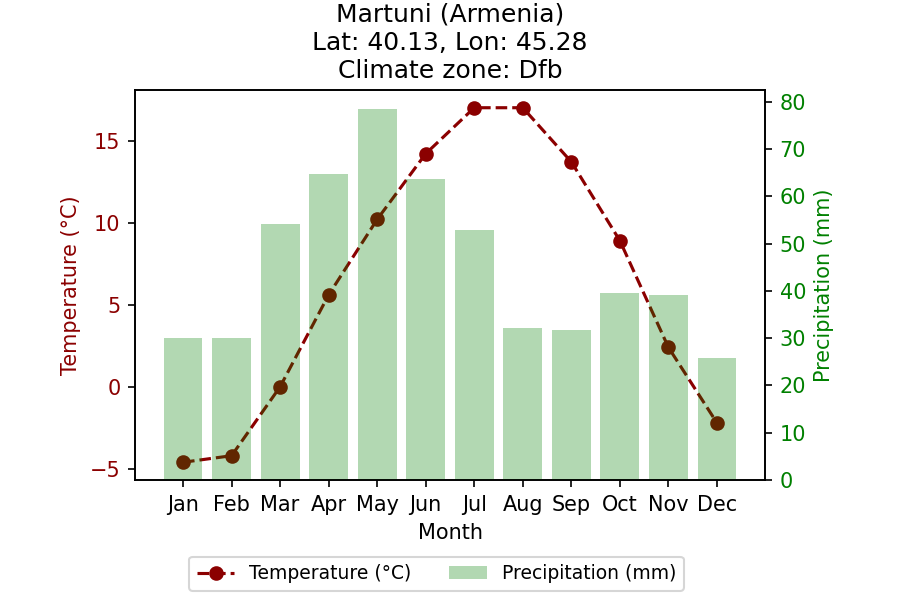 Martuni (Armenia)
Lat: 40.13, Lon: 45.28
Climate zone: Dfb
Temperature (°C)
15
10
5
0
−5
80
70
60
50
40
30
20
10
0
Precipitation (mm)
Jan Feb Mar Apr May Jun Jul Aug Sep Oct Nov Dec
Month
Temperature (°C) Precipitation (mm)